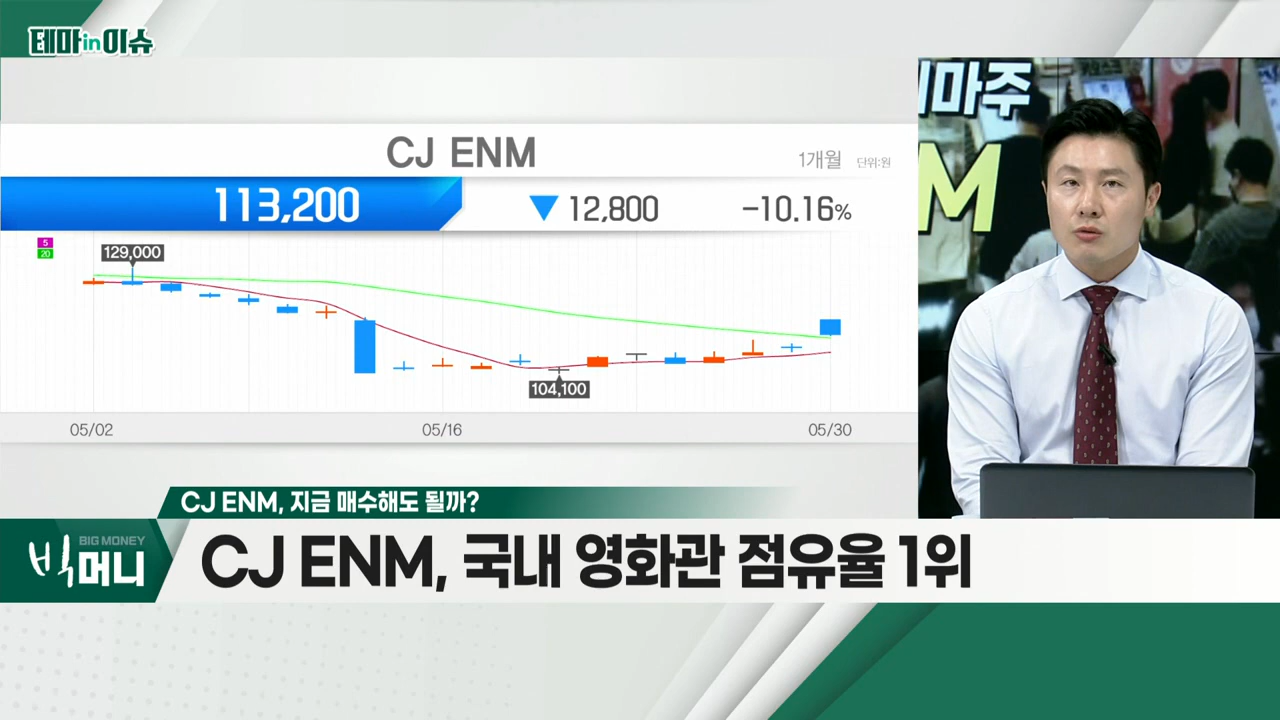 테마in이슈
CJ ENM
1개월 단위:원
113,200 ▼ 12,800 -10.16%
5
20
129,000
104,100
05/02 05/16 05/30
마주
M
CJ ENM, 지금 매수해도 될까?
BIG MONEY
빅머니
CJ ENM, 국내 영화관 점유율 1위